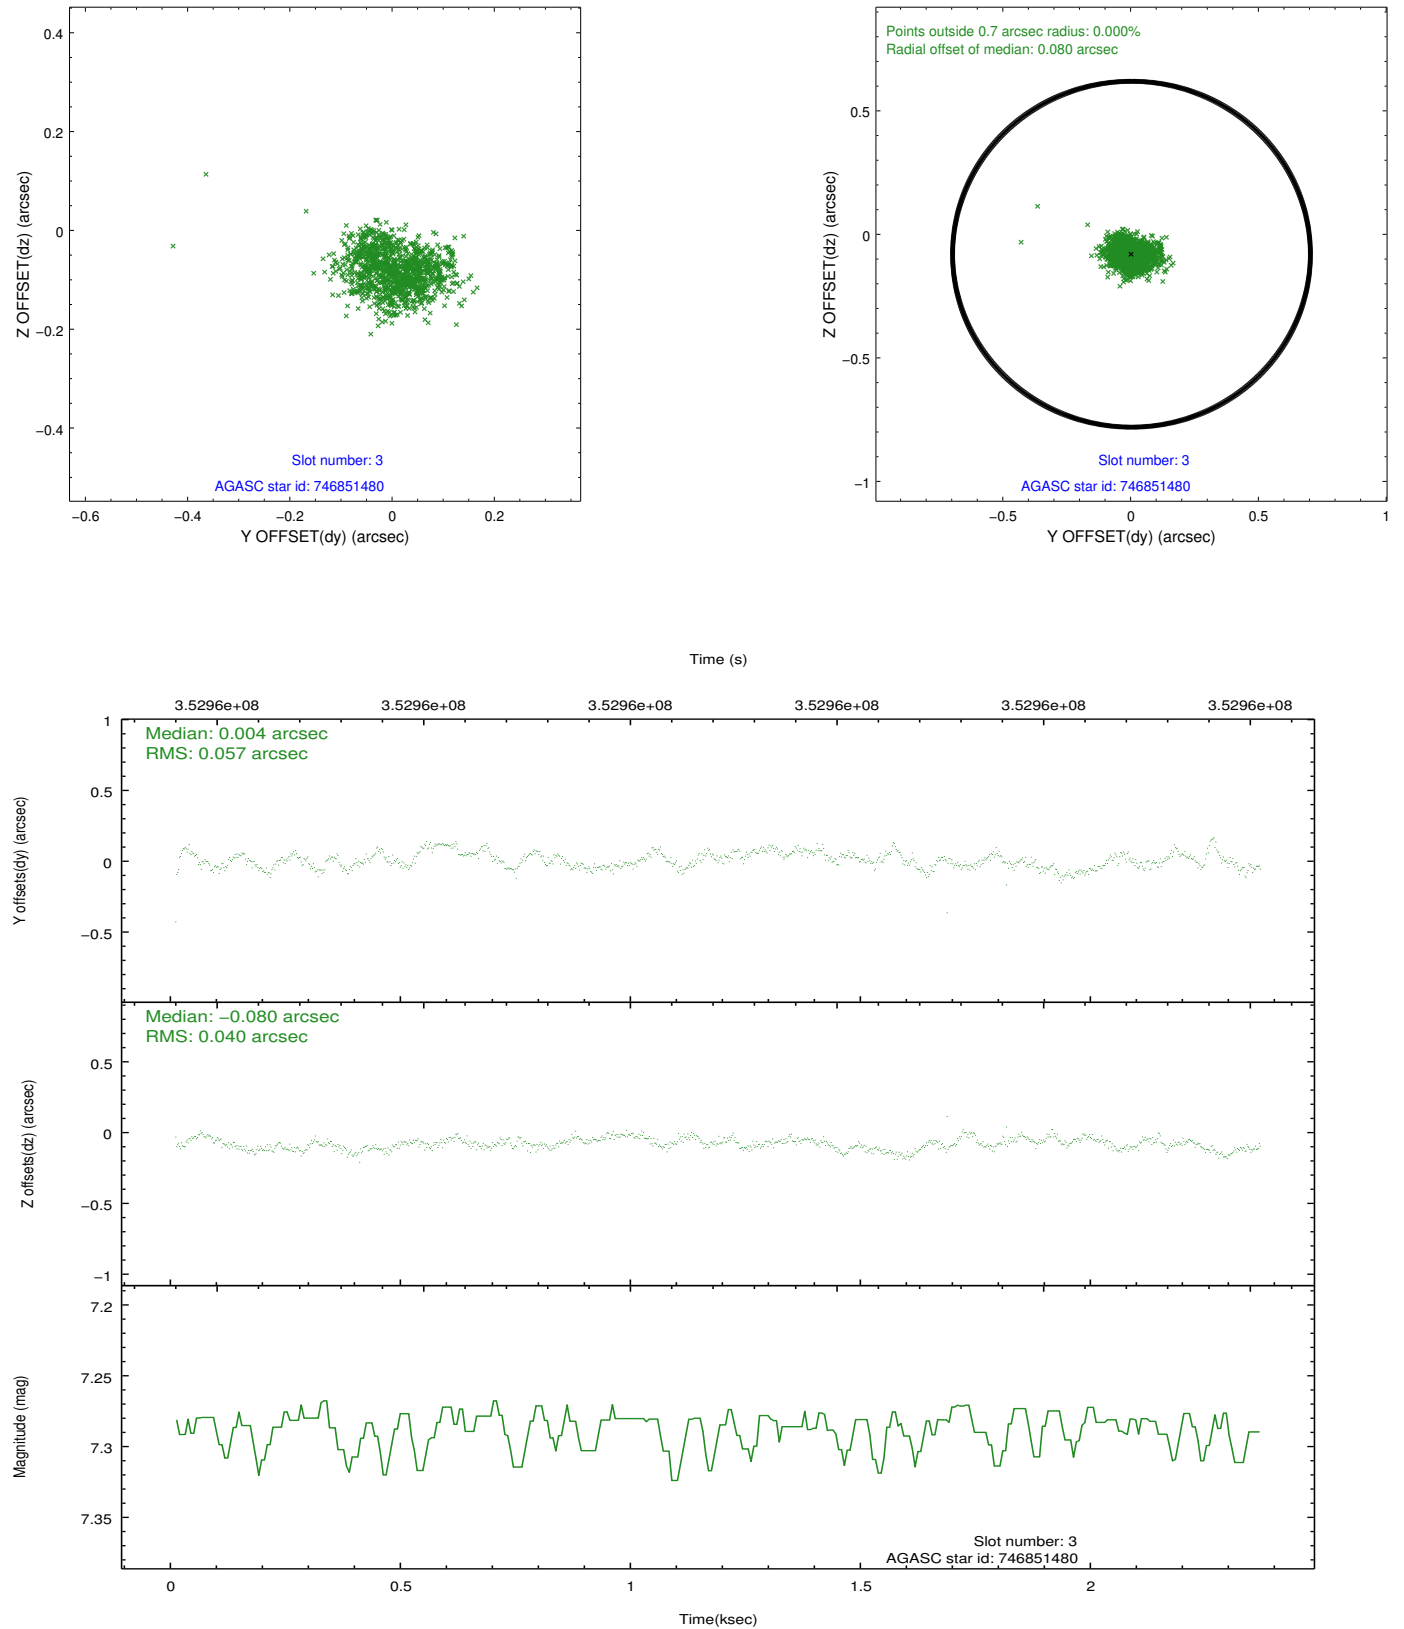 0.4
0.2
0
−0.2
−0.4
−0.6
−0.4
−0.2
0
0.2
Z OFFSET(dz) (arcsec)
Y OFFSET(dy) (arcsec)
Slot number: 3
AGASC star id: 746851480
Points outside 0.7 arcsec radius: 0.000%
Radial offset of median: 0.080 arcsec
0.5
0
−0.5
−1
−0.5
0
0.5
1
Z OFFSET(dz) (arcsec)
Y OFFSET(dy) (arcsec)
Slot number: 3
AGASC star id: 746851480
Time (s)
3.5296e+08 3.5296e+08 3.5296e+08 3.5296e+08 3.5296e+08 3.5296e+08
Median: 0.004 arcsec
RMS: 0.057 arcsec
1
0.5
0
−0.5
Y offsets(dy) (arcsec)
Median: −0.080 arcsec
RMS: 0.040 arcsec
0.5
0
−0.5
−1
Z offsets(dz) (arcsec)
7.2
7.25
7.3
7.35
Magnitude (mag)
Slot number: 3
AGASC star id: 746851480
0 0.5 1 1.5 2
Time(ksec)